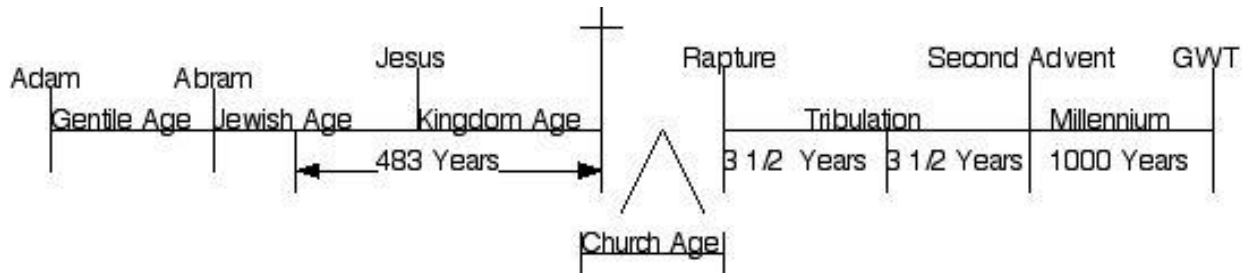 Jesus Rapture Second Advent GWT
Adam Abram
Gentile Age Jewish Age Kingdom Age Tribulation Millennium
483 Years 3 1/2 Years 3 1/2 Years 1000 Years
Church Age